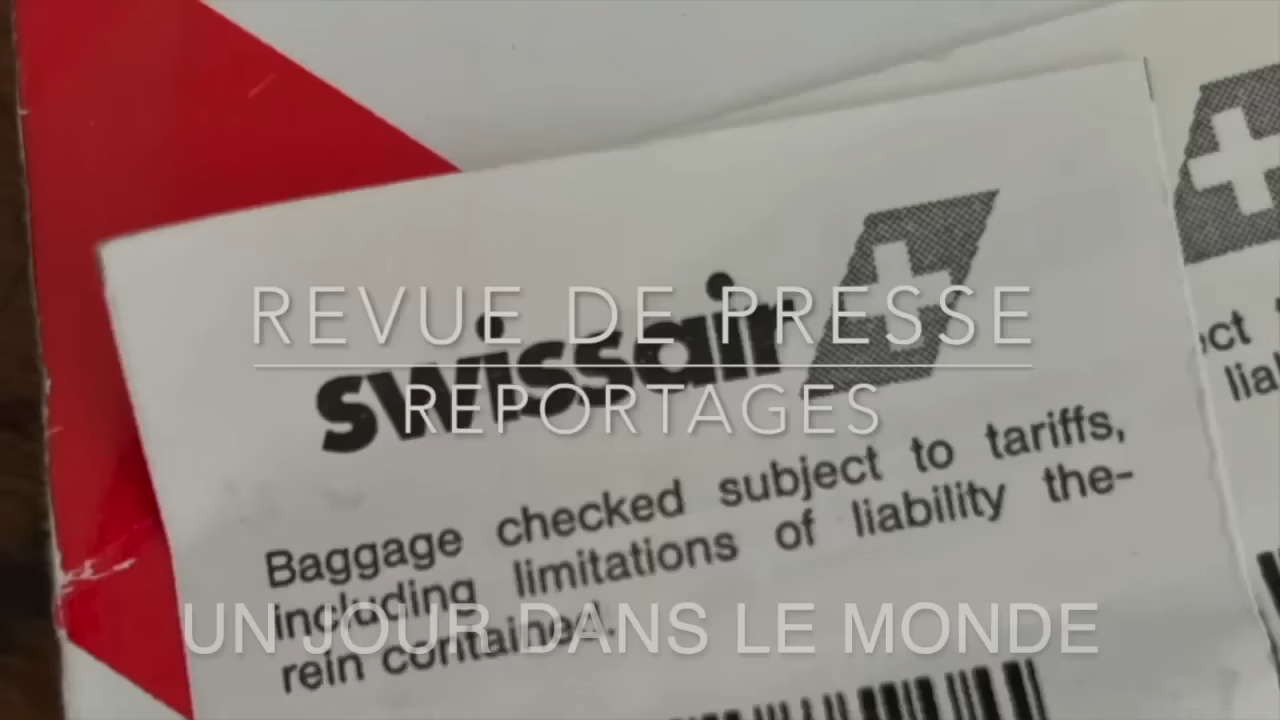 REVUE DE PRESSE
swissair
REPORTAGES
Baggage checked subject to tariffs,
including limitations of liability the-
rein contained.
UN JOUR DANS LE MONDE
ct
lia